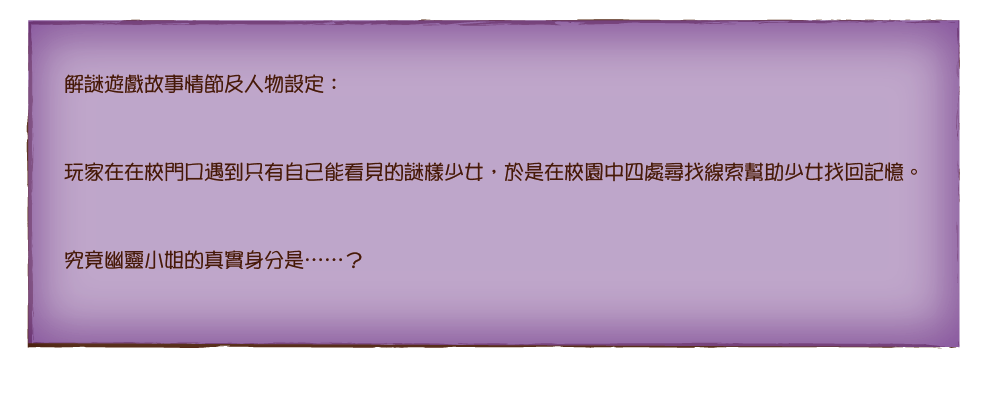 解謎遊戲故事情節及人物設定：
玩家在在校門口遇到只有自己能看見的謎樣少女，於是在校園中四處尋找線索幫助少女找回記憶。
究竟幽靈小姐的真實身分是……？